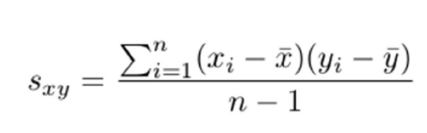 s_{xy} = \frac{\sum_{i=1}^{n}(x_i - \bar{x})(y_i - \bar{y})}{n - 1}